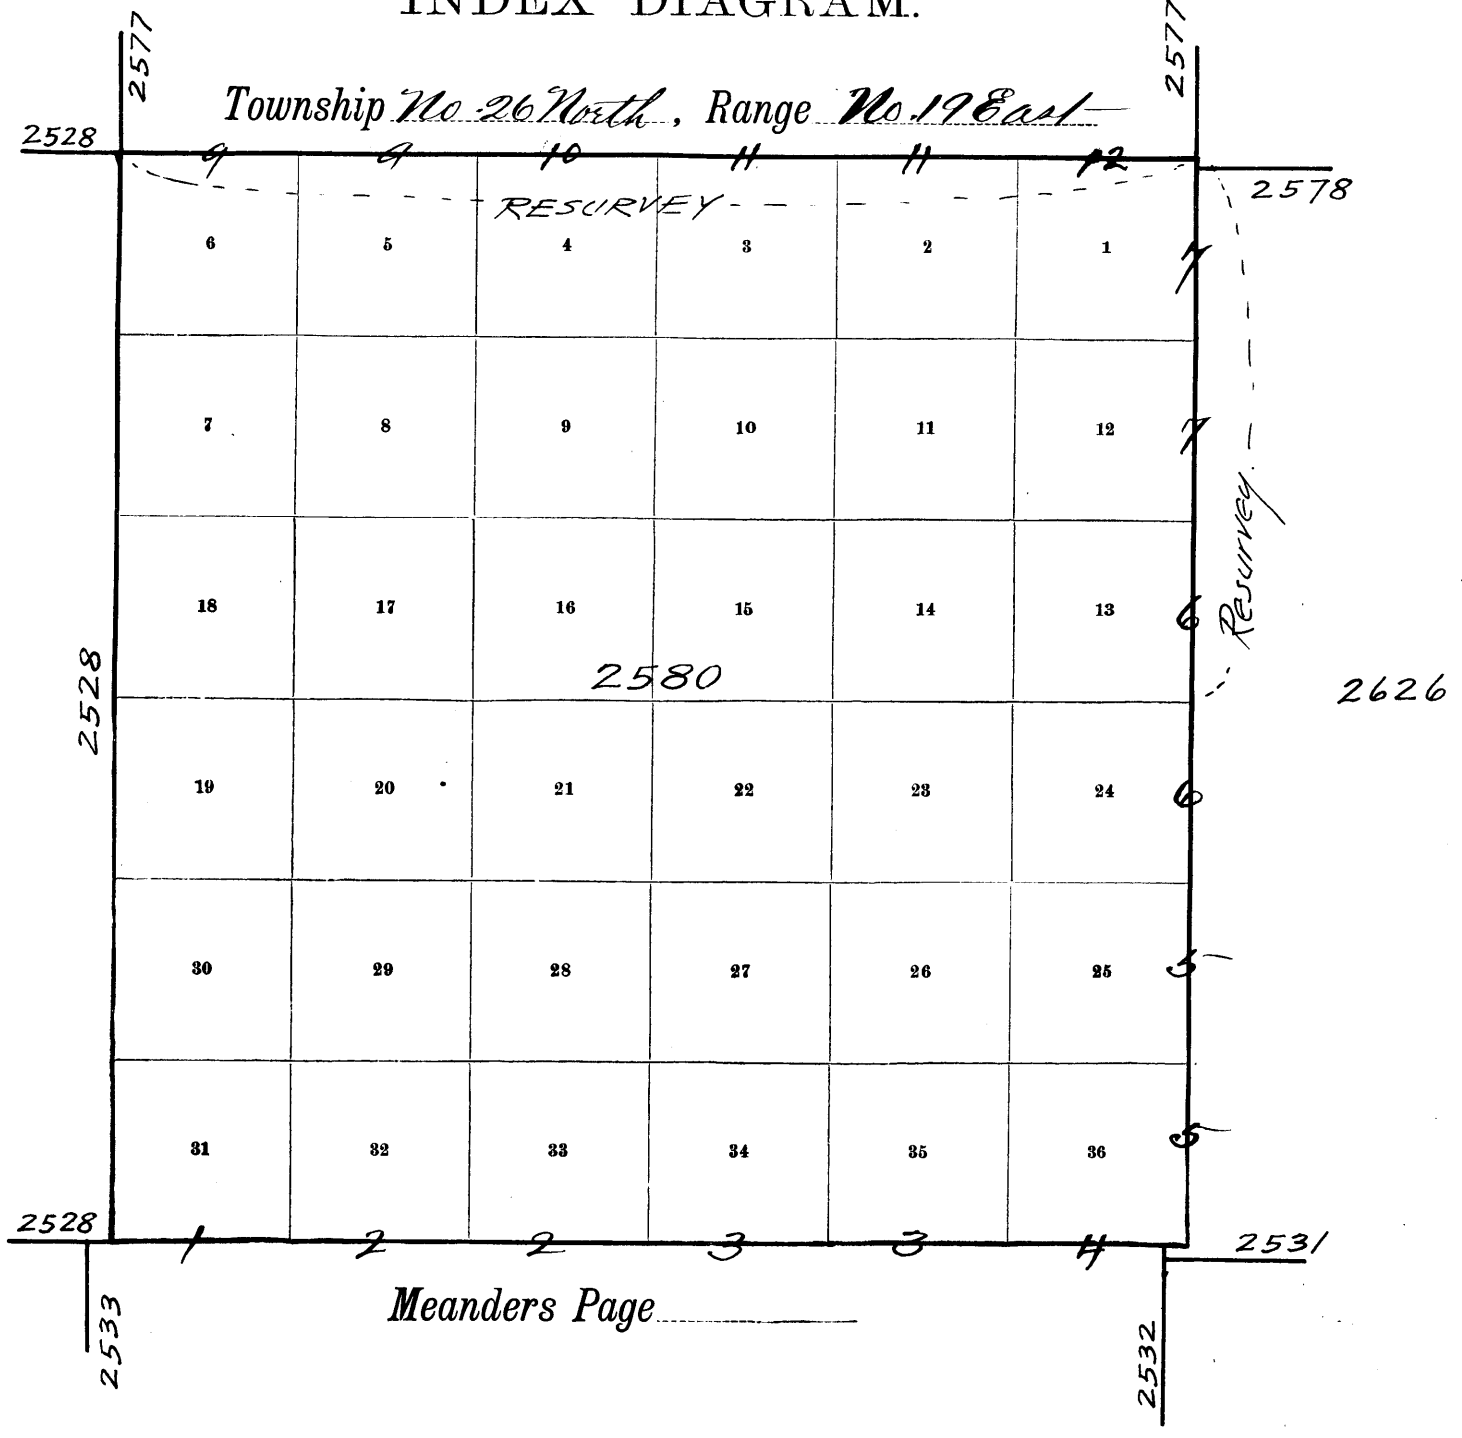 INDEX DIAGRAM.
2577
2577
Township No. 26 North, Range No. 19 East
2528
9 9 10 11 11 12
2578
RESURVEY
6 5 4 3 2 1
7
7 8 9 10 11 12
7
Resurvey
18 17 16 15 14 13
6
2528
2580
2626
19 20 21 22 23 24
6
30 29 28 27 26 25
5
31 32 33 34 35 36
5
2528
1 2 2 3 3 4
2531
Meanders Page
2533
2532